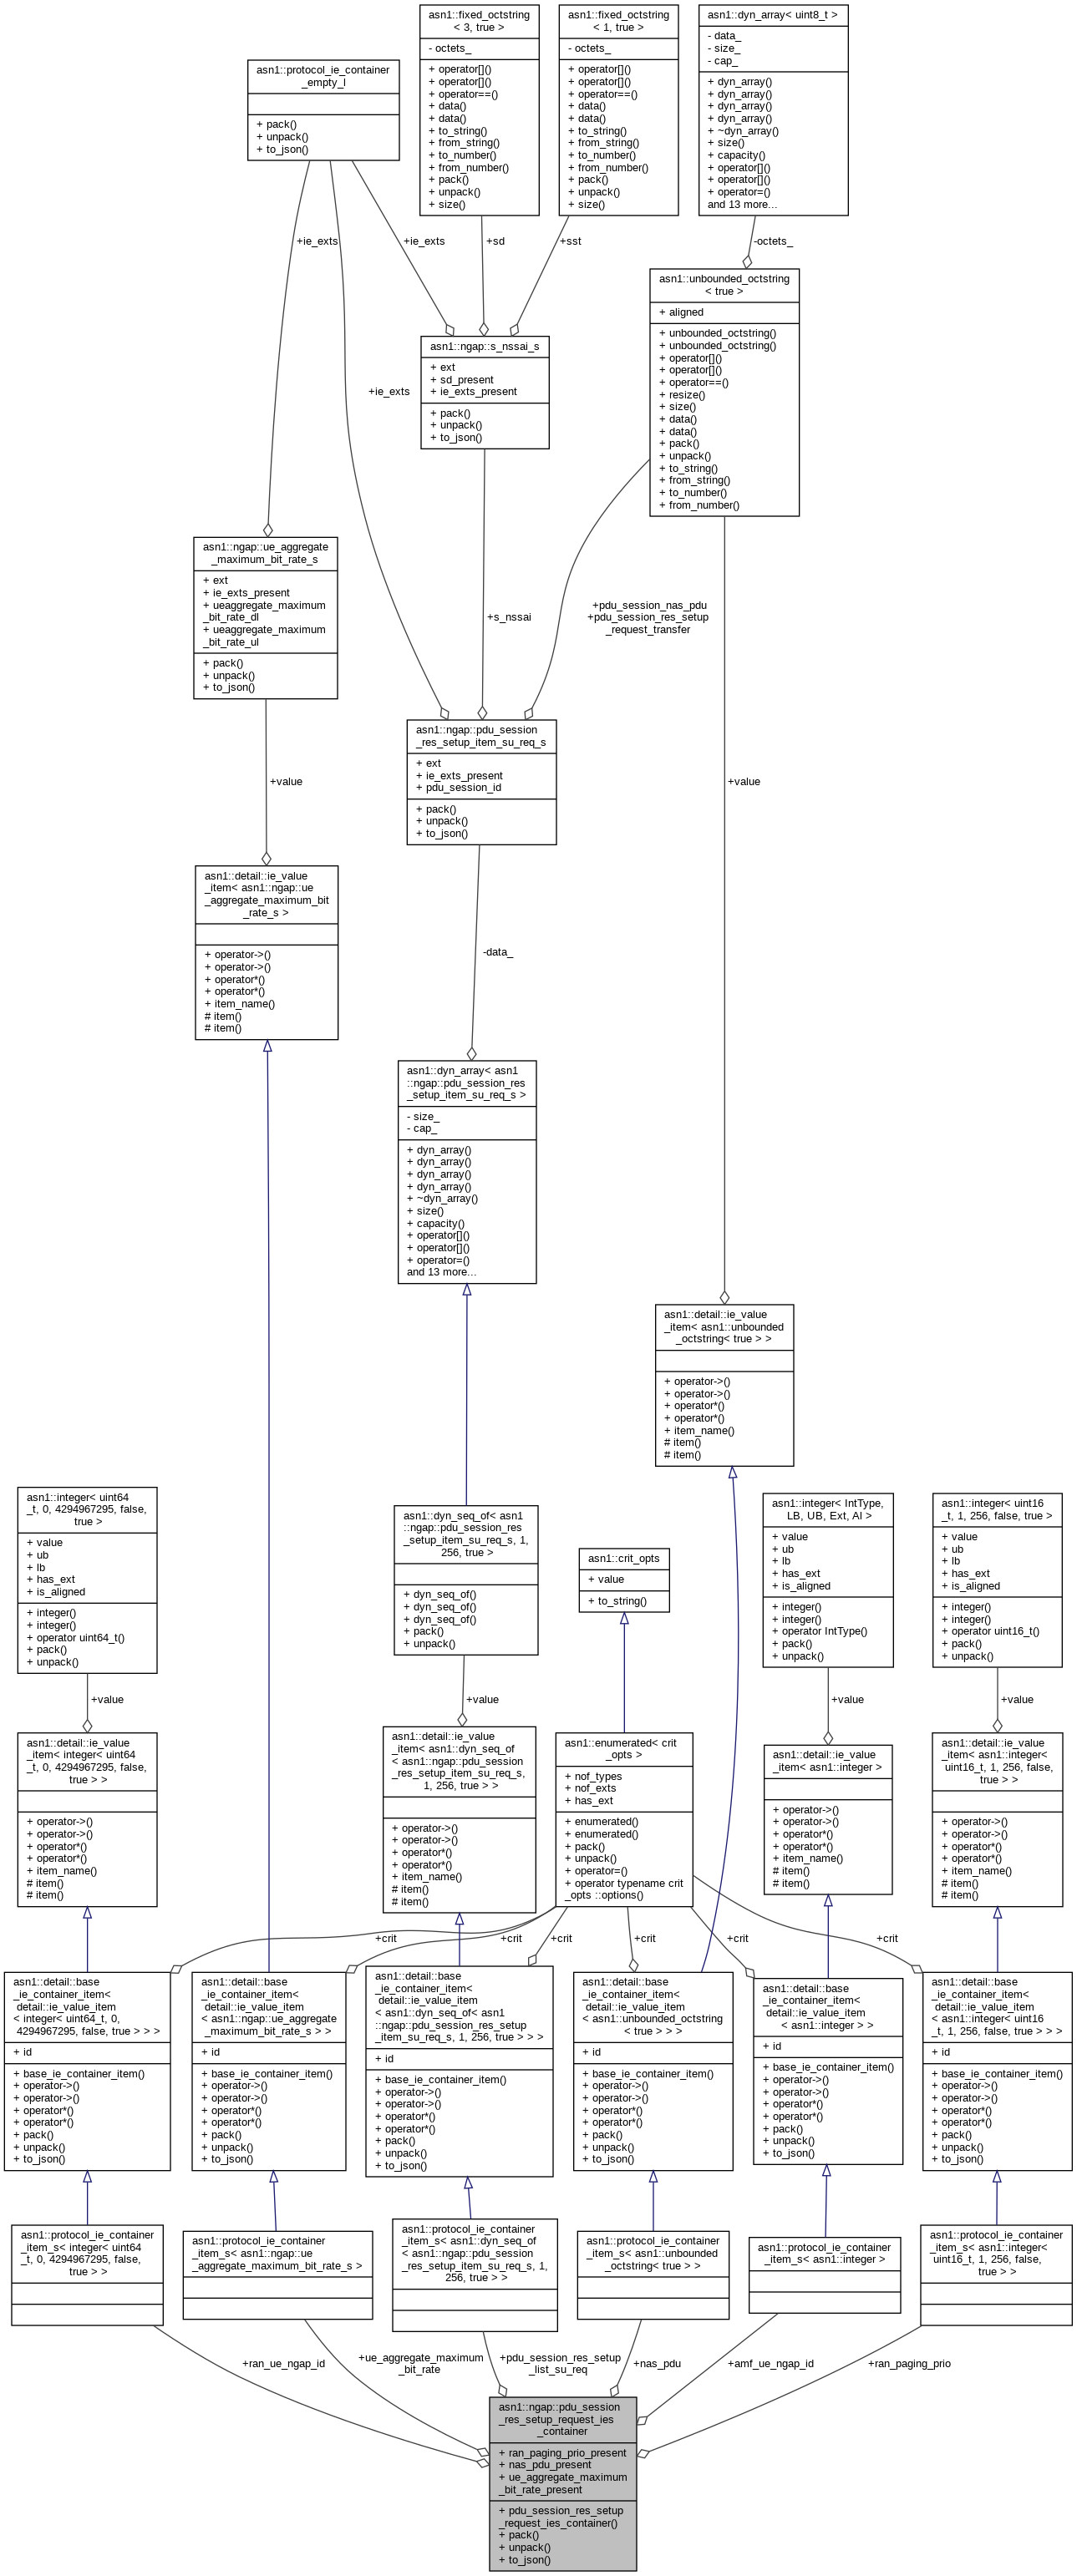 asn1::fixed_octstring
< 3, true >
- octets_
+ operator[]()
+ operator[]()
+ operator==()
+ data()
+ data()
+ to_string()
+ from_string()
+ to_number()
+ from_number()
+ pack()
+ unpack()
+ size()
asn1::fixed_octstring
< 1, true >
- octets_
+ operator[]()
+ operator[]()
+ operator==()
+ data()
+ data()
+ to_string()
+ from_string()
+ to_number()
+ from_number()
+ pack()
+ unpack()
+ size()
asn1::dyn_array< uint8_t >
- data_
- size_
- cap_
+ dyn_array()
+ dyn_array()
+ dyn_array()
+ dyn_array()
+ ~dyn_array()
+ size()
+ capacity()
+ operator[]()
+ operator[]()
+ operator=()
and 13 more...
asn1::protocol_ie_container
_empty_l
+ pack()
+ unpack()
+ to_json()
+ie_exts
+ie_exts
+sd
+sst
-octets_
asn1::unbounded_octstring
< true >
+ aligned
+ unbounded_octstring()
+ unbounded_octstring()
+ operator[]()
+ operator[]()
+ operator==()
+ resize()
+ size()
+ data()
+ data()
+ pack()
+ unpack()
+ to_string()
+ from_string()
+ to_number()
+ from_number()
asn1::ngap::s_nssai_s
+ ext
+ sd_present
+ ie_exts_present
+ pack()
+ unpack()
+ to_json()
+ie_exts
asn1::ngap::ue_aggregate
_maximum_bit_rate_s
+ ext
+ ie_exts_present
+ ueaggregate_maximum
_bit_rate_dl
+ ueaggregate_maximum
_bit_rate_ul
+ pack()
+ unpack()
+ to_json()
+s_nssai
+pdu_session_nas_pdu
+pdu_session_res_setup
_request_transfer
asn1::ngap::pdu_session
_res_setup_item_su_req_s
+ ext
+ ie_exts_present
+ pdu_session_id
+ pack()
+ unpack()
+ to_json()
+value
+value
asn1::detail::ie_value
_item< asn1::ngap::ue
_aggregate_maximum_bit
_rate_s >
+ operator->()
+ operator->()
+ operator*()
+ operator*()
+ item_name()
# item()
# item()
-data_
asn1::dyn_array< asn1
::ngap::pdu_session_res
_setup_item_su_req_s >
- size_
- cap_
+ dyn_array()
+ dyn_array()
+ dyn_array()
+ dyn_array()
+ ~dyn_array()
+ size()
+ capacity()
+ operator[]()
+ operator[]()
+ operator=()
and 13 more...
asn1::detail::ie_value
_item< asn1::unbounded
_octstring< true > >
+ operator->()
+ operator->()
+ operator*()
+ operator*()
+ item_name()
# item()
# item()
asn1::integer< uint64
_t, 0, 4294967295, false,
true >
+ value
+ ub
+ lb
+ has_ext
+ is_aligned
+ integer()
+ integer()
+ operator uint64_t()
+ pack()
+ unpack()
asn1::dyn_seq_of< asn1
::ngap::pdu_session_res
_setup_item_su_req_s, 1,
256, true >
+ dyn_seq_of()
+ dyn_seq_of()
+ dyn_seq_of()
+ pack()
+ unpack()
asn1::crit_opts
+ value
+ to_string()
asn1::integer< IntType,
LB, UB, Ext, Al >
+ value
+ ub
+ lb
+ has_ext
+ is_aligned
+ integer()
+ integer()
+ operator IntType()
+ pack()
+ unpack()
asn1::integer< uint16
_t, 1, 256, false, true >
+ value
+ ub
+ lb
+ has_ext
+ is_aligned
+ integer()
+ integer()
+ operator uint16_t()
+ pack()
+ unpack()
+value
+value
+value
+value
asn1::detail::ie_value
_item< integer< uint64
_t, 0, 4294967295, false,
true > >
+ operator->()
+ operator->()
+ operator*()
+ operator*()
+ item_name()
# item()
# item()
asn1::detail::ie_value
_item< asn1::dyn_seq_of
< asn1::ngap::pdu_session
_res_setup_item_su_req_s,
1, 256, true > >
+ operator->()
+ operator->()
+ operator*()
+ operator*()
+ item_name()
# item()
# item()
asn1::enumerated< crit
_opts >
+ nof_types
+ nof_exts
+ has_ext
+ enumerated()
+ enumerated()
+ pack()
+ unpack()
+ operator=()
+ operator typename crit
_opts ::options()
asn1::detail::ie_value
_item< asn1::integer >
+ operator->()
+ operator->()
+ operator*()
+ operator*()
+ item_name()
# item()
# item()
asn1::detail::ie_value
_item< asn1::integer<
uint16_t, 1, 256, false,
true > >
+ operator->()
+ operator->()
+ operator*()
+ operator*()
+ item_name()
# item()
# item()
+crit
+crit
+crit
+crit
+crit
+crit
asn1::detail::base
_ie_container_item<
detail::ie_value_item
< integer< uint64_t, 0,
4294967295, false, true > > >
+ id
+ base_ie_container_item()
+ operator->()
+ operator->()
+ operator*()
+ operator*()
+ pack()
+ unpack()
+ to_json()
asn1::detail::base
_ie_container_item<
detail::ie_value_item
< asn1::ngap::ue_aggregate
_maximum_bit_rate_s > >
+ id
+ base_ie_container_item()
+ operator->()
+ operator->()
+ operator*()
+ operator*()
+ pack()
+ unpack()
+ to_json()
asn1::detail::base
_ie_container_item<
detail::ie_value_item
< asn1::dyn_seq_of< asn1
::ngap::pdu_session_res_setup
_item_su_req_s, 1, 256, true > > >
+ id
+ base_ie_container_item()
+ operator->()
+ operator->()
+ operator*()
+ operator*()
+ pack()
+ unpack()
+ to_json()
asn1::detail::base
_ie_container_item<
detail::ie_value_item
< asn1::unbounded_octstring
< true > > >
+ id
+ base_ie_container_item()
+ operator->()
+ operator->()
+ operator*()
+ operator*()
+ pack()
+ unpack()
+ to_json()
asn1::detail::base
_ie_container_item<
detail::ie_value_item
< asn1::integer > >
+ id
+ base_ie_container_item()
+ operator->()
+ operator->()
+ operator*()
+ operator*()
+ pack()
+ unpack()
+ to_json()
asn1::detail::base
_ie_container_item<
detail::ie_value_item
< asn1::integer< uint16
_t, 1, 256, false, true > > >
+ id
+ base_ie_container_item()
+ operator->()
+ operator->()
+ operator*()
+ operator*()
+ pack()
+ unpack()
+ to_json()
asn1::protocol_ie_container
_item_s< integer< uint64
_t, 0, 4294967295, false,
true > >
asn1::protocol_ie_container
_item_s< asn1::ngap::ue
_aggregate_maximum_bit_rate_s >
asn1::protocol_ie_container
_item_s< asn1::dyn_seq_of
< asn1::ngap::pdu_session
_res_setup_item_su_req_s, 1,
256, true > >
asn1::protocol_ie_container
_item_s< asn1::unbounded
_octstring< true > >
asn1::protocol_ie_container
_item_s< asn1::integer >
asn1::protocol_ie_container
_item_s< asn1::integer<
uint16_t, 1, 256, false,
true > >
+ran_ue_ngap_id
+ue_aggregate_maximum
_bit_rate
+pdu_session_res_setup
_list_su_req
+nas_pdu
+amf_ue_ngap_id
+ran_paging_prio
asn1::ngap::pdu_session
_res_setup_request_ies
_container
+ ran_paging_prio_present
+ nas_pdu_present
+ ue_aggregate_maximum
_bit_rate_present
+ pdu_session_res_setup
_request_ies_container()
+ pack()
+ unpack()
+ to_json()